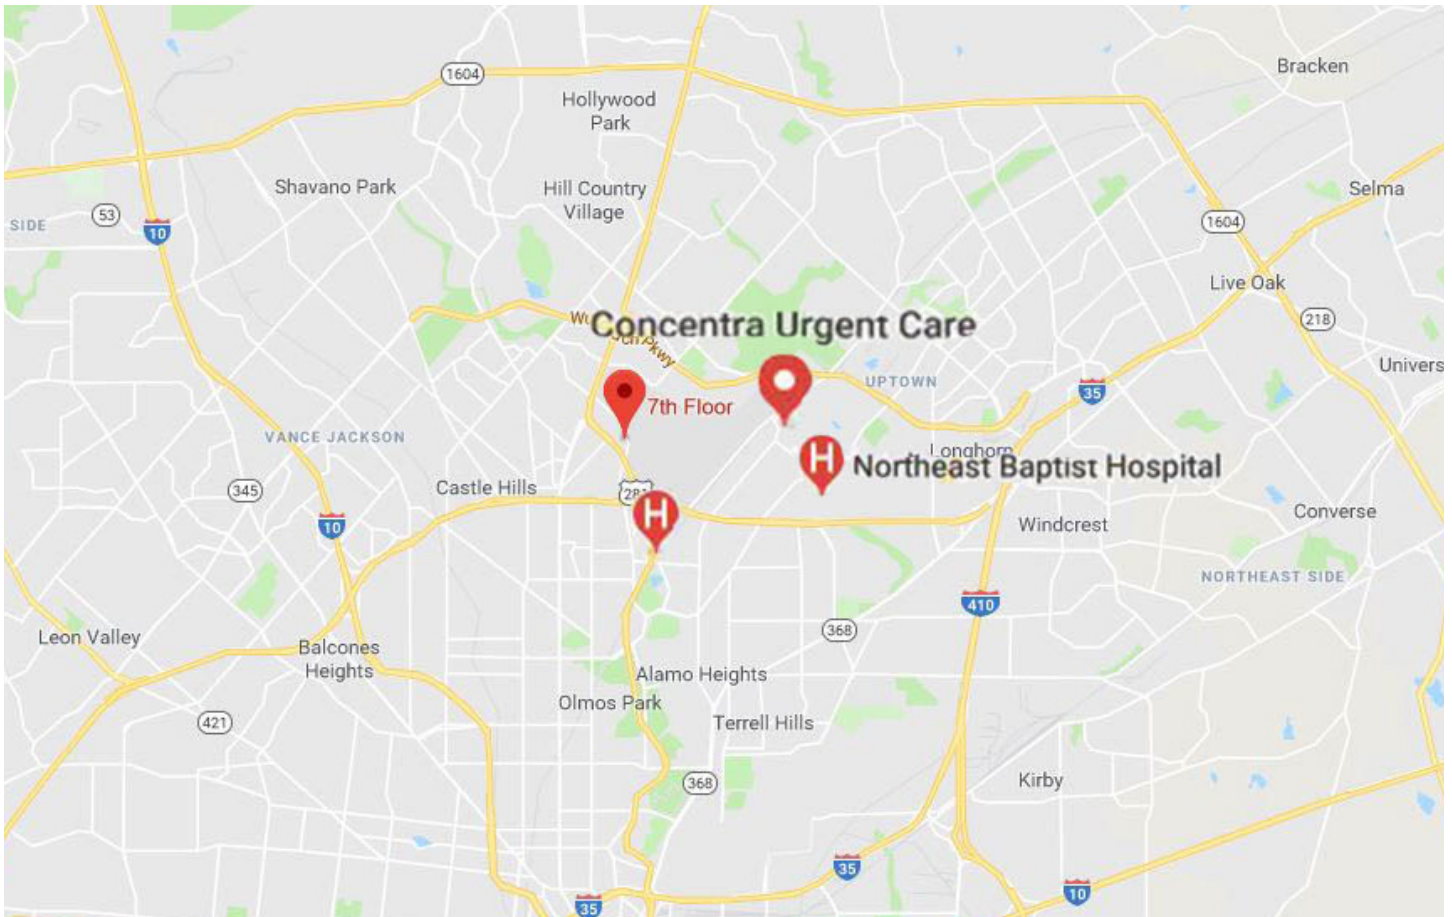 Bracken
1604
Hollywood
Park
Shavano Park
Hill Country
Village
Selma
53
SIDE
10
1604
Live Oak
218
Concentra Urgent Care
Pkwy
Univers
UPTOWN
35
7th Floor
VANCE JACKSON
Longhorn
H
Northeast Baptist Hospital
345
Castle Hills
281
H
10
Windcrest
Converse
NORTHEAST SIDE
410
368
Leon Valley
Balcones
Heights
Alamo Heights
Olmos Park
421
Terrell Hills
368
Kirby
35
10
35